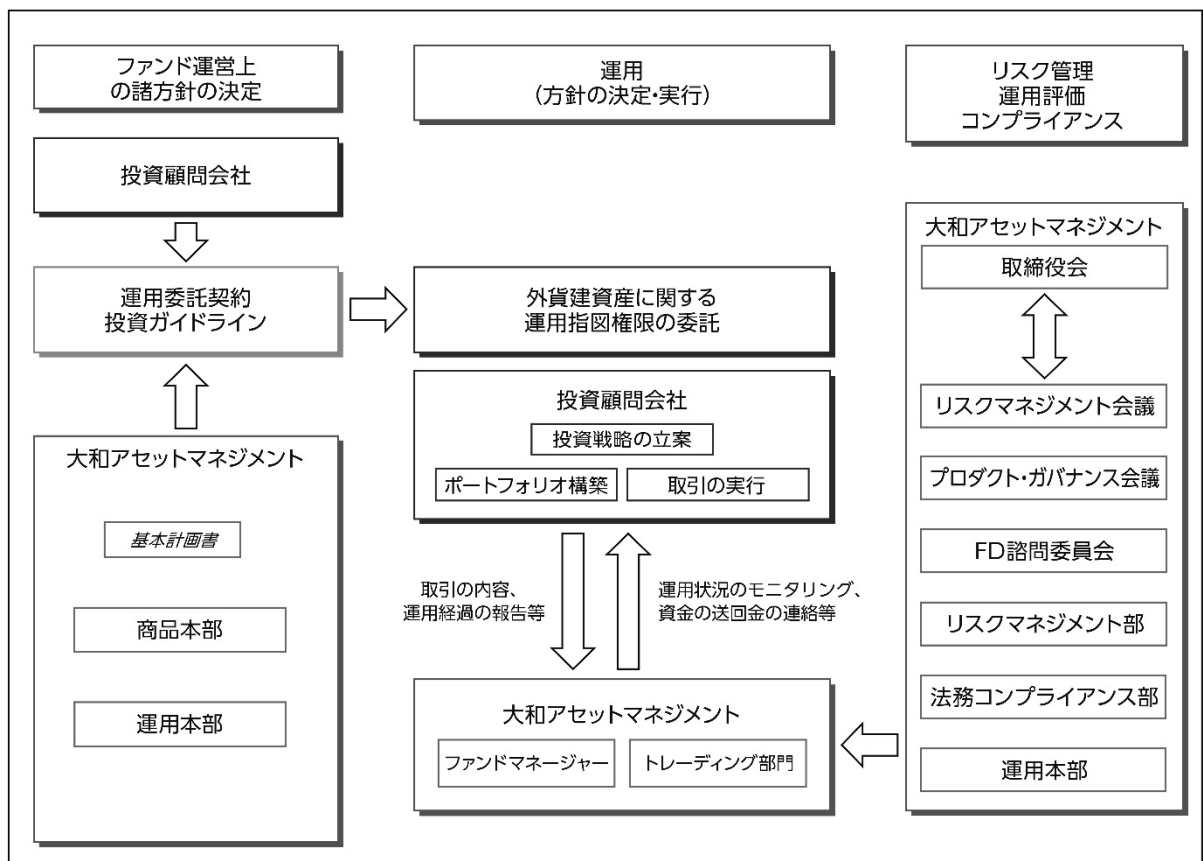 ファンド運営上
の諸方針の決定
投資顧問会社
運用委託契約
投資ガイドライン
大和アセットマネジメント
基本計画書
商品本部
運用本部
運用
(方針の決定・実行)
外貨建資産に関する
運用指図権限の委託
投資顧問会社
投資戦略の立案
ポートフォリオ構築
取引の実行
取引の内容、
運用経過の報告等
運用状況のモニタリング、
資金の送回金の連絡等
大和アセットマネジメント
ファンドマネージャー
トレーディング部門
リスク管理
運用評価
コンプライアンス
大和アセットマネジメント
取締役会
リスクマネジメント会議
プロダクト・ガバナンス会議
FD諮問委員会
リスクマネジメント部
法務コンプライアンス部
運用本部